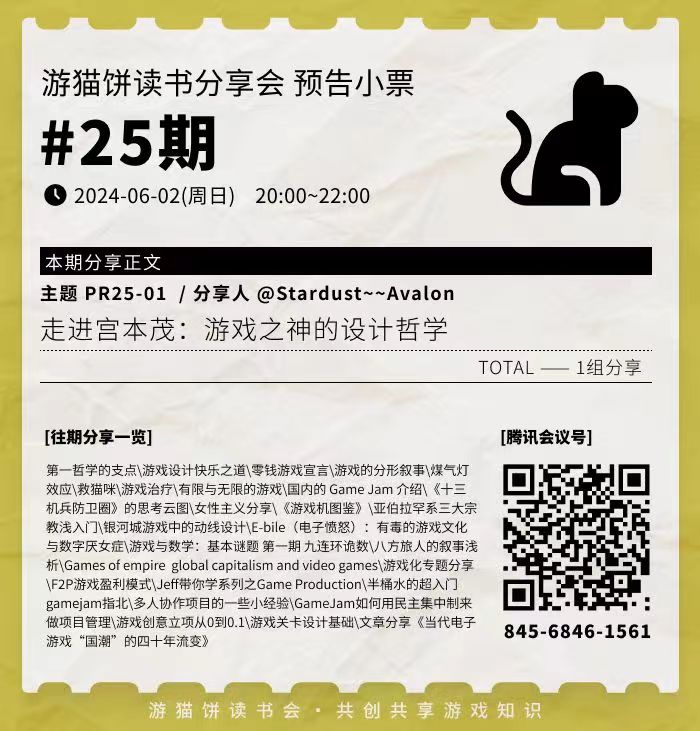 游猫饼读书分享会 预告小票
#25期
2024-06-02(周日) 20:00~22:00
本期分享正文
主题 PR25-01 / 分享人 @Stardust~~Avalon
走进宫本茂：游戏之神的设计哲学
TOTAL —— 1组分享
[往期分享一览]
第一哲学的支点\游戏设计快乐之道\零钱游戏宣言\游戏的分形叙事\煤气灯
效应\救猫咪\游戏治疗\有限与无限的游戏\国内的 Game Jam 介绍\《十三
机兵防卫圈》的思考云图\女性主义分享\《游戏机图鉴》\亚伯拉罕系三大宗
教浅入门\银河城游戏中的动线设计\E-bile（电子愤怒）：有毒的游戏文化
与数字厌女症\游戏与数学：基本谜题 第一期 九连环诡数\八方旅人的叙事浅
析\Games of empire global capitalism and video games\游戏化专题分享
\F2P游戏盈利模式\Jeff带你学系列之Game Production\半桶水的超入门
gamejam指北\多人协作项目的一些小经验\GameJam如何用民主集中制来
做项目管理\游戏创意立项从0到0.1\游戏关卡设计基础\文章分享《当代电子
游戏“国潮”的四十年流变》
[腾讯会议号]
845-6846-1561
游猫饼读书会·共创共享游戏知识